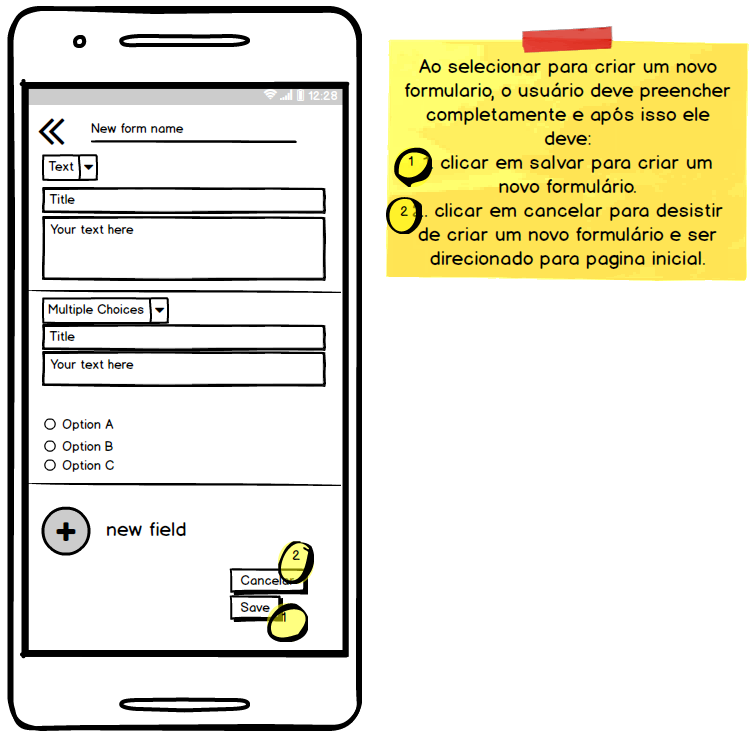 12:28
New form name
Text
Title
Your text here
Multiple Choices
Title
Your text here
Option A
Option B
Option C
new field
2
Cancelar
Save
1
Ao selecionar para criar um novo
formulario, o usuário deve preencher
completamente e após isso ele
deve:
1 1. clicar em salvar para criar um
novo formulário.
2 2. clicar em cancelar para desistir
de criar um novo formulário e ser
direcionado para pagina inicial.